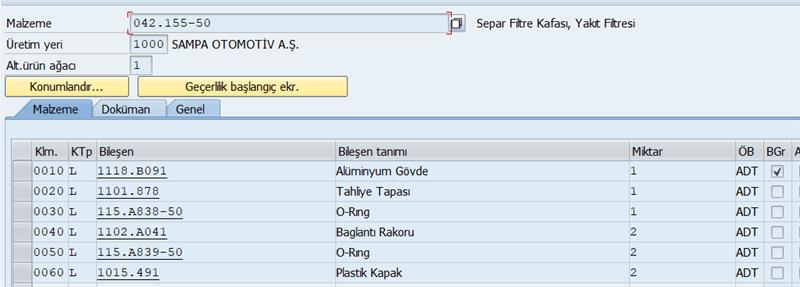 Malzeme 042.155-50 Separ Filtre Kafası, Yakıt Filtresi
Üretim yeri 1000 SAMPA OTOMOTİV A.Ş.
Alt.ürün ağacı 1
Konumlandır... Geçerlilik başlangıç ekr.
Malzeme Doküman Genel
Klm. KTp Bileşen Bileşen tanımı Miktar ÖB BGr A
0010 L 1118.B091 Alüminyum Gövde 1 ADT
0020 L 1101.878 Tahliye Tapası 1 ADT
0030 L 115.A838-50 O-Ring 1 ADT
0040 L 1102.A041 Baglantı Rakoru 2 ADT
0050 L 115.A839-50 O-Ring 2 ADT
0060 L 1015.491 Plastik Kapak 2 ADT